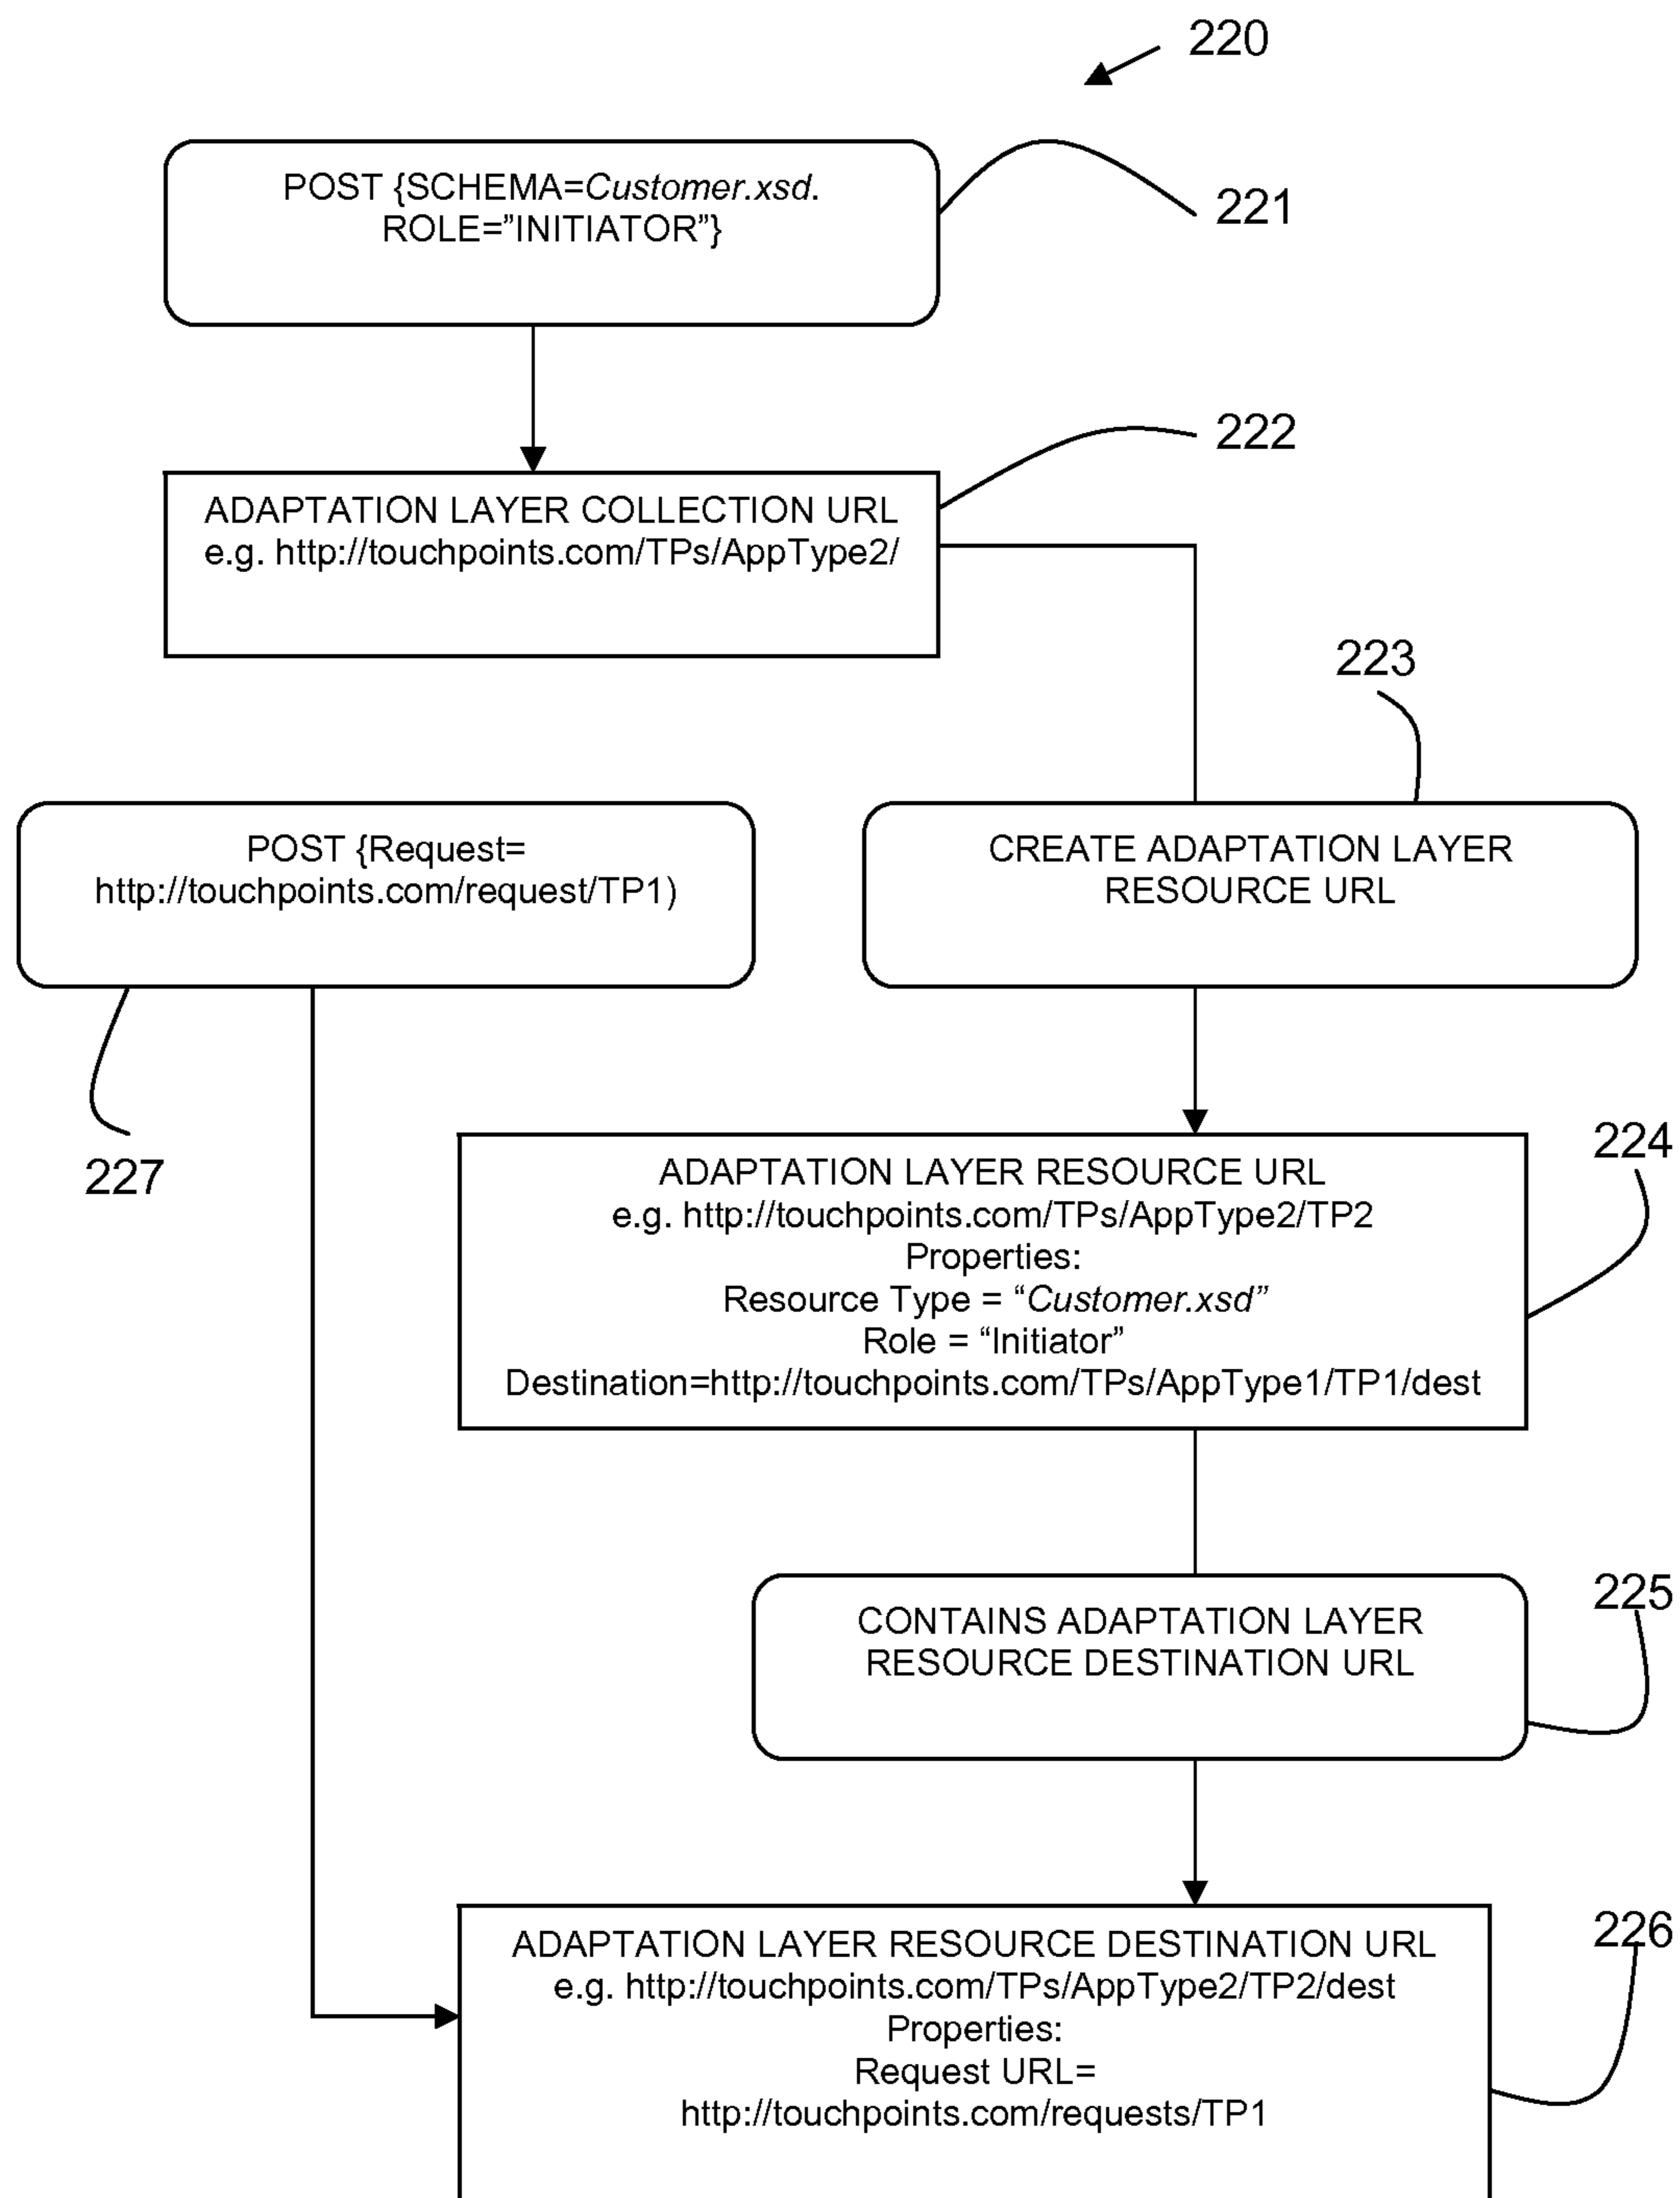 220
POST {SCHEMA=Customer.xsd.
ROLE=”INITIATOR”}
221
222
ADAPTATION LAYER COLLECTION URL
e.g. http://touchpoints.com/TPs/AppType2/
223
POST {Request=
http://touchpoints.com/request/TP1)
CREATE ADAPTATION LAYER
RESOURCE URL
227
224
ADAPTATION LAYER RESOURCE URL
e.g. http://touchpoints.com/TPs/AppType2/TP2
Properties:
Resource Type = “Customer.xsd”
Role = “Initiator”
Destination=http://touchpoints.com/TPs/AppType1/TP1/dest
225
CONTAINS ADAPTATION LAYER
RESOURCE DESTINATION URL
226
ADAPTATION LAYER RESOURCE DESTINATION URL
e.g. http://touchpoints.com/TPs/AppType2/TP2/dest
Properties:
Request URL=
http://touchpoints.com/requests/TP1